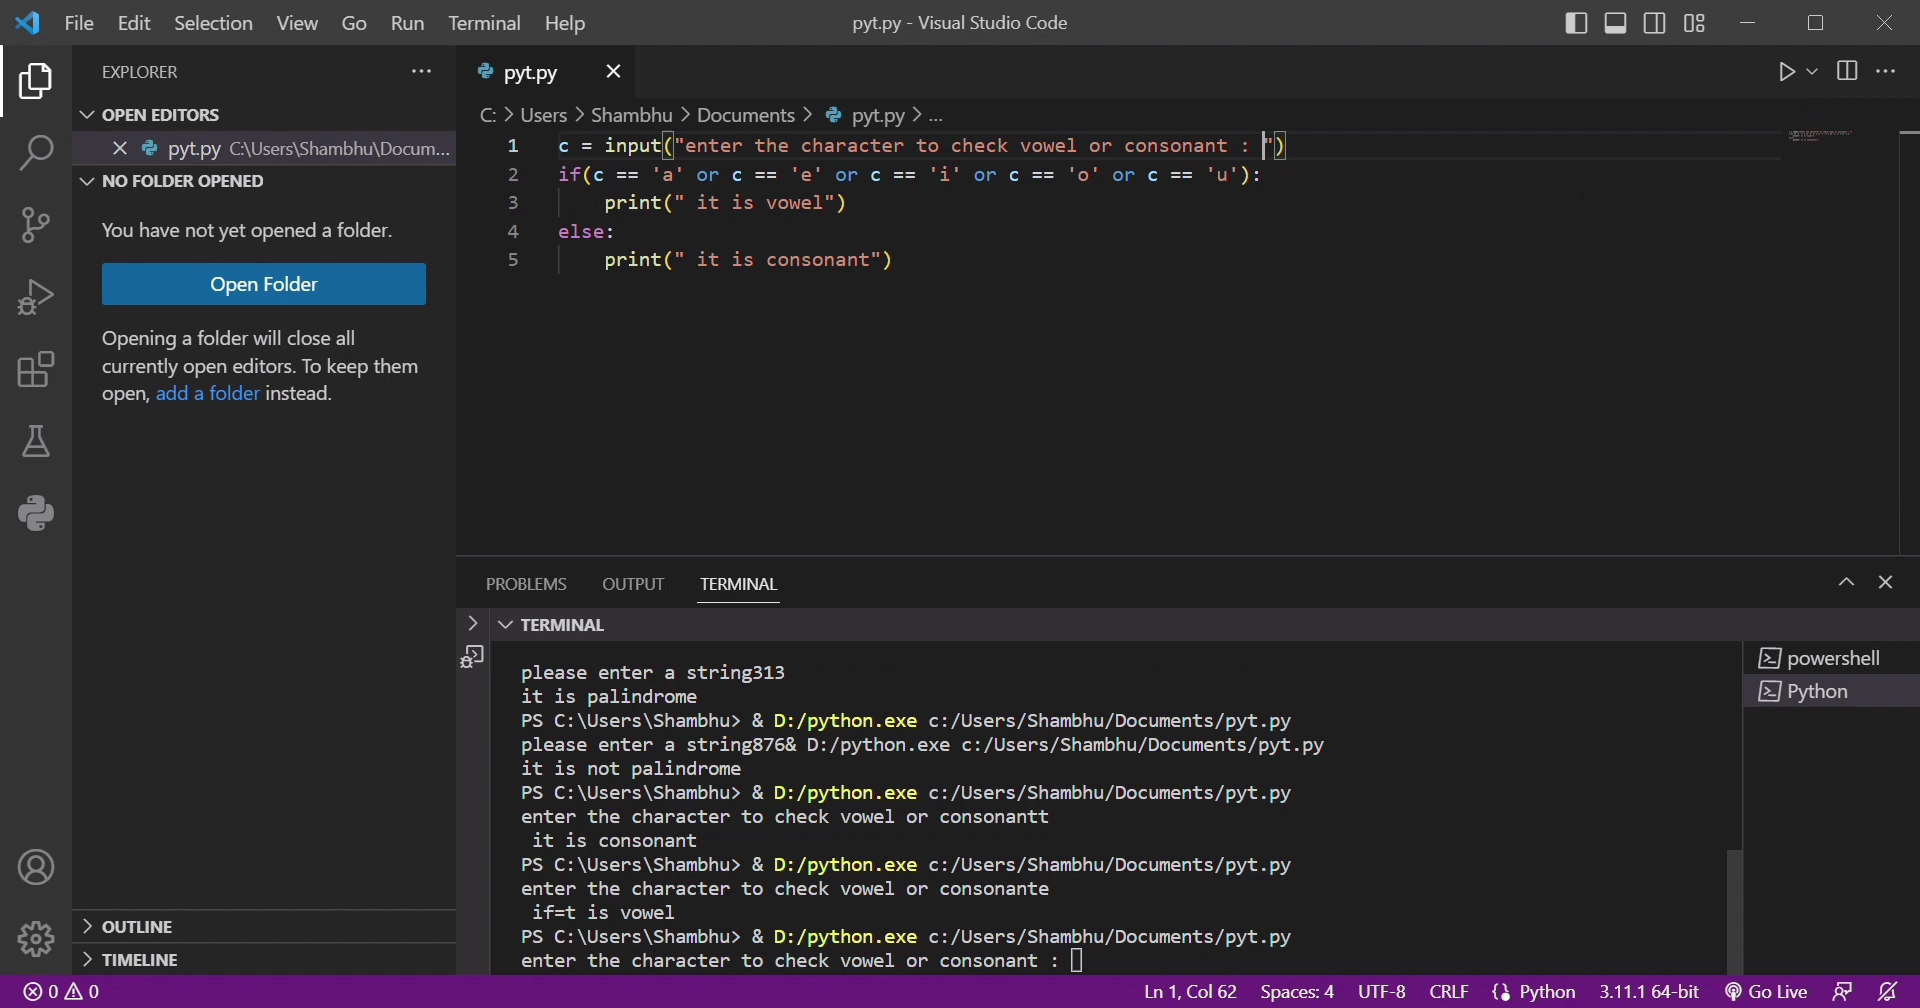 File Edit Selection View Go Run Terminal Help
pyt.py - Visual Studio Code
EXPLORER
OPEN EDITORS
pyt.py C:\Users\Shambhu\Docum...
NO FOLDER OPENED
You have not yet opened a folder.
Open Folder
Opening a folder will close all
currently open editors. To keep them
open, add a folder instead.
OUTLINE
TIMELINE
pyt.py
C: > Users > Shambhu > Documents > pyt.py > ...
1 c = input("enter the character to check vowel or consonant : ")
2 if(c == 'a' or c == 'e' or c == 'i' or c == 'o' or c == 'u'):
3 print(" it is vowel")
4 else:
5 print(" it is consonant")
PROBLEMS OUTPUT TERMINAL
TERMINAL
please enter a string313
it is palindrome
PS C:\Users\Shambhu> & D:/python.exe c:/Users/Shambhu/Documents/pyt.py
please enter a string876& D:/python.exe c:/Users/Shambhu/Documents/pyt.py
it is not palindrome
PS C:\Users\Shambhu> & D:/python.exe c:/Users/Shambhu/Documents/pyt.py
enter the character to check vowel or consonantt
it is consonant
PS C:\Users\Shambhu> & D:/python.exe c:/Users/Shambhu/Documents/pyt.py
enter the character to check vowel or consonante
if=t is vowel
PS C:\Users\Shambhu> & D:/python.exe c:/Users/Shambhu/Documents/pyt.py
enter the character to check vowel or consonant :
powershell
Python
0 0
Ln 1, Col 62 Spaces: 4 UTF-8 CRLF Python 3.11.1 64-bit Go Live